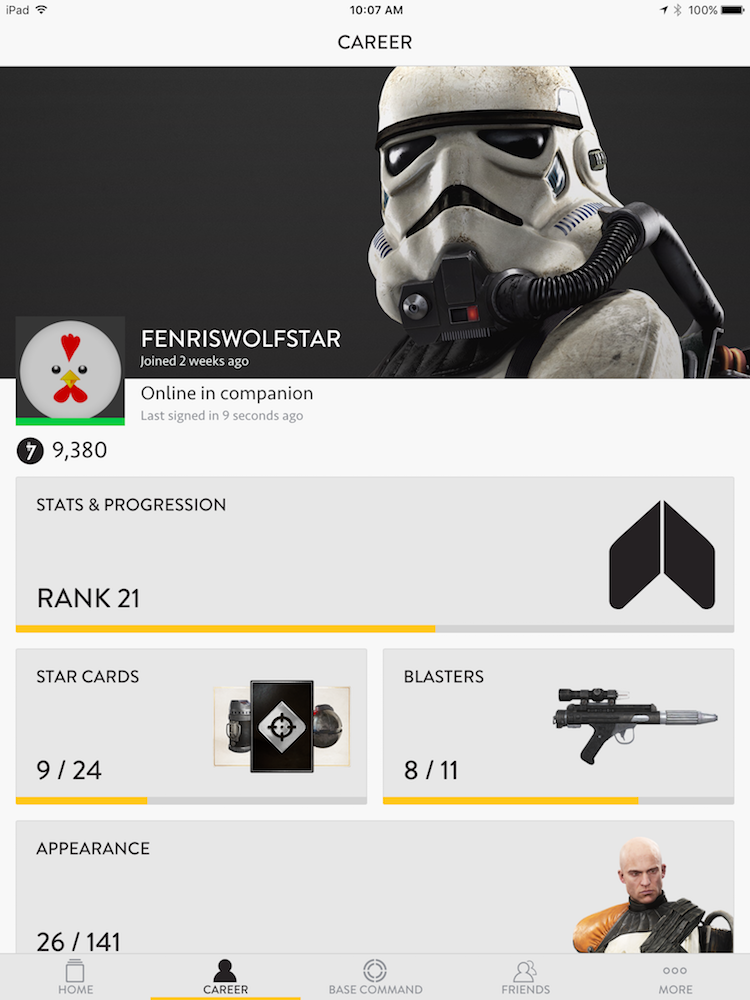 iPad 10:07 AM 100%
CAREER
FENRISWOLFSTAR
Joined 2 weeks ago
Online in companion
Last signed in 9 seconds ago
9,380
STATS & PROGRESSION
RANK 21
STAR CARDS
9 / 24
BLASTERS
8 / 11
APPEARANCE
26 / 141
HOME CAREER BASE COMMAND FRIENDS MORE